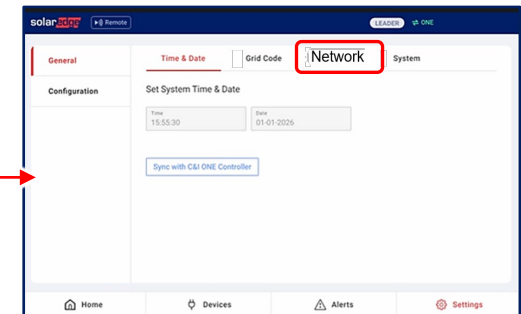 solaredge Remote LEADER ONE
General
Time & Date Grid Code Network System
Configuration
Set System Time & Date
Time
15:55:30
Date
01-01-2026
Sync with C&I ONE Controller
Home Devices Alerts Settings